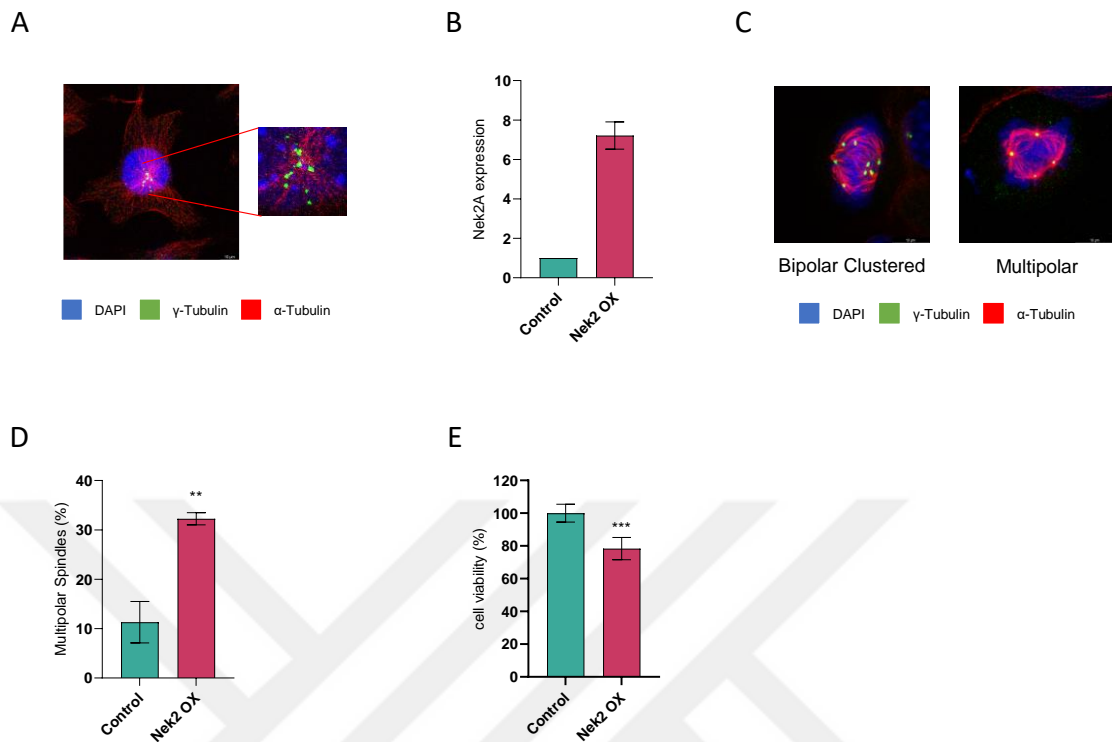 A
B
C
Nek2A expression
10
8
6
4
2
0
Control
Nek2 OX
Bipolar Clustered
Multipolar
DAPI
γ-Tubulin
α-Tubulin
DAPI
γ-Tubulin
α-Tubulin
D
E
Multipolar Spindles (%)
40
30
20
10
0
**
Control
Nek2 OX
cell viability (%)
120
100
80
60
40
20
0
***
Control
Nek2 OX